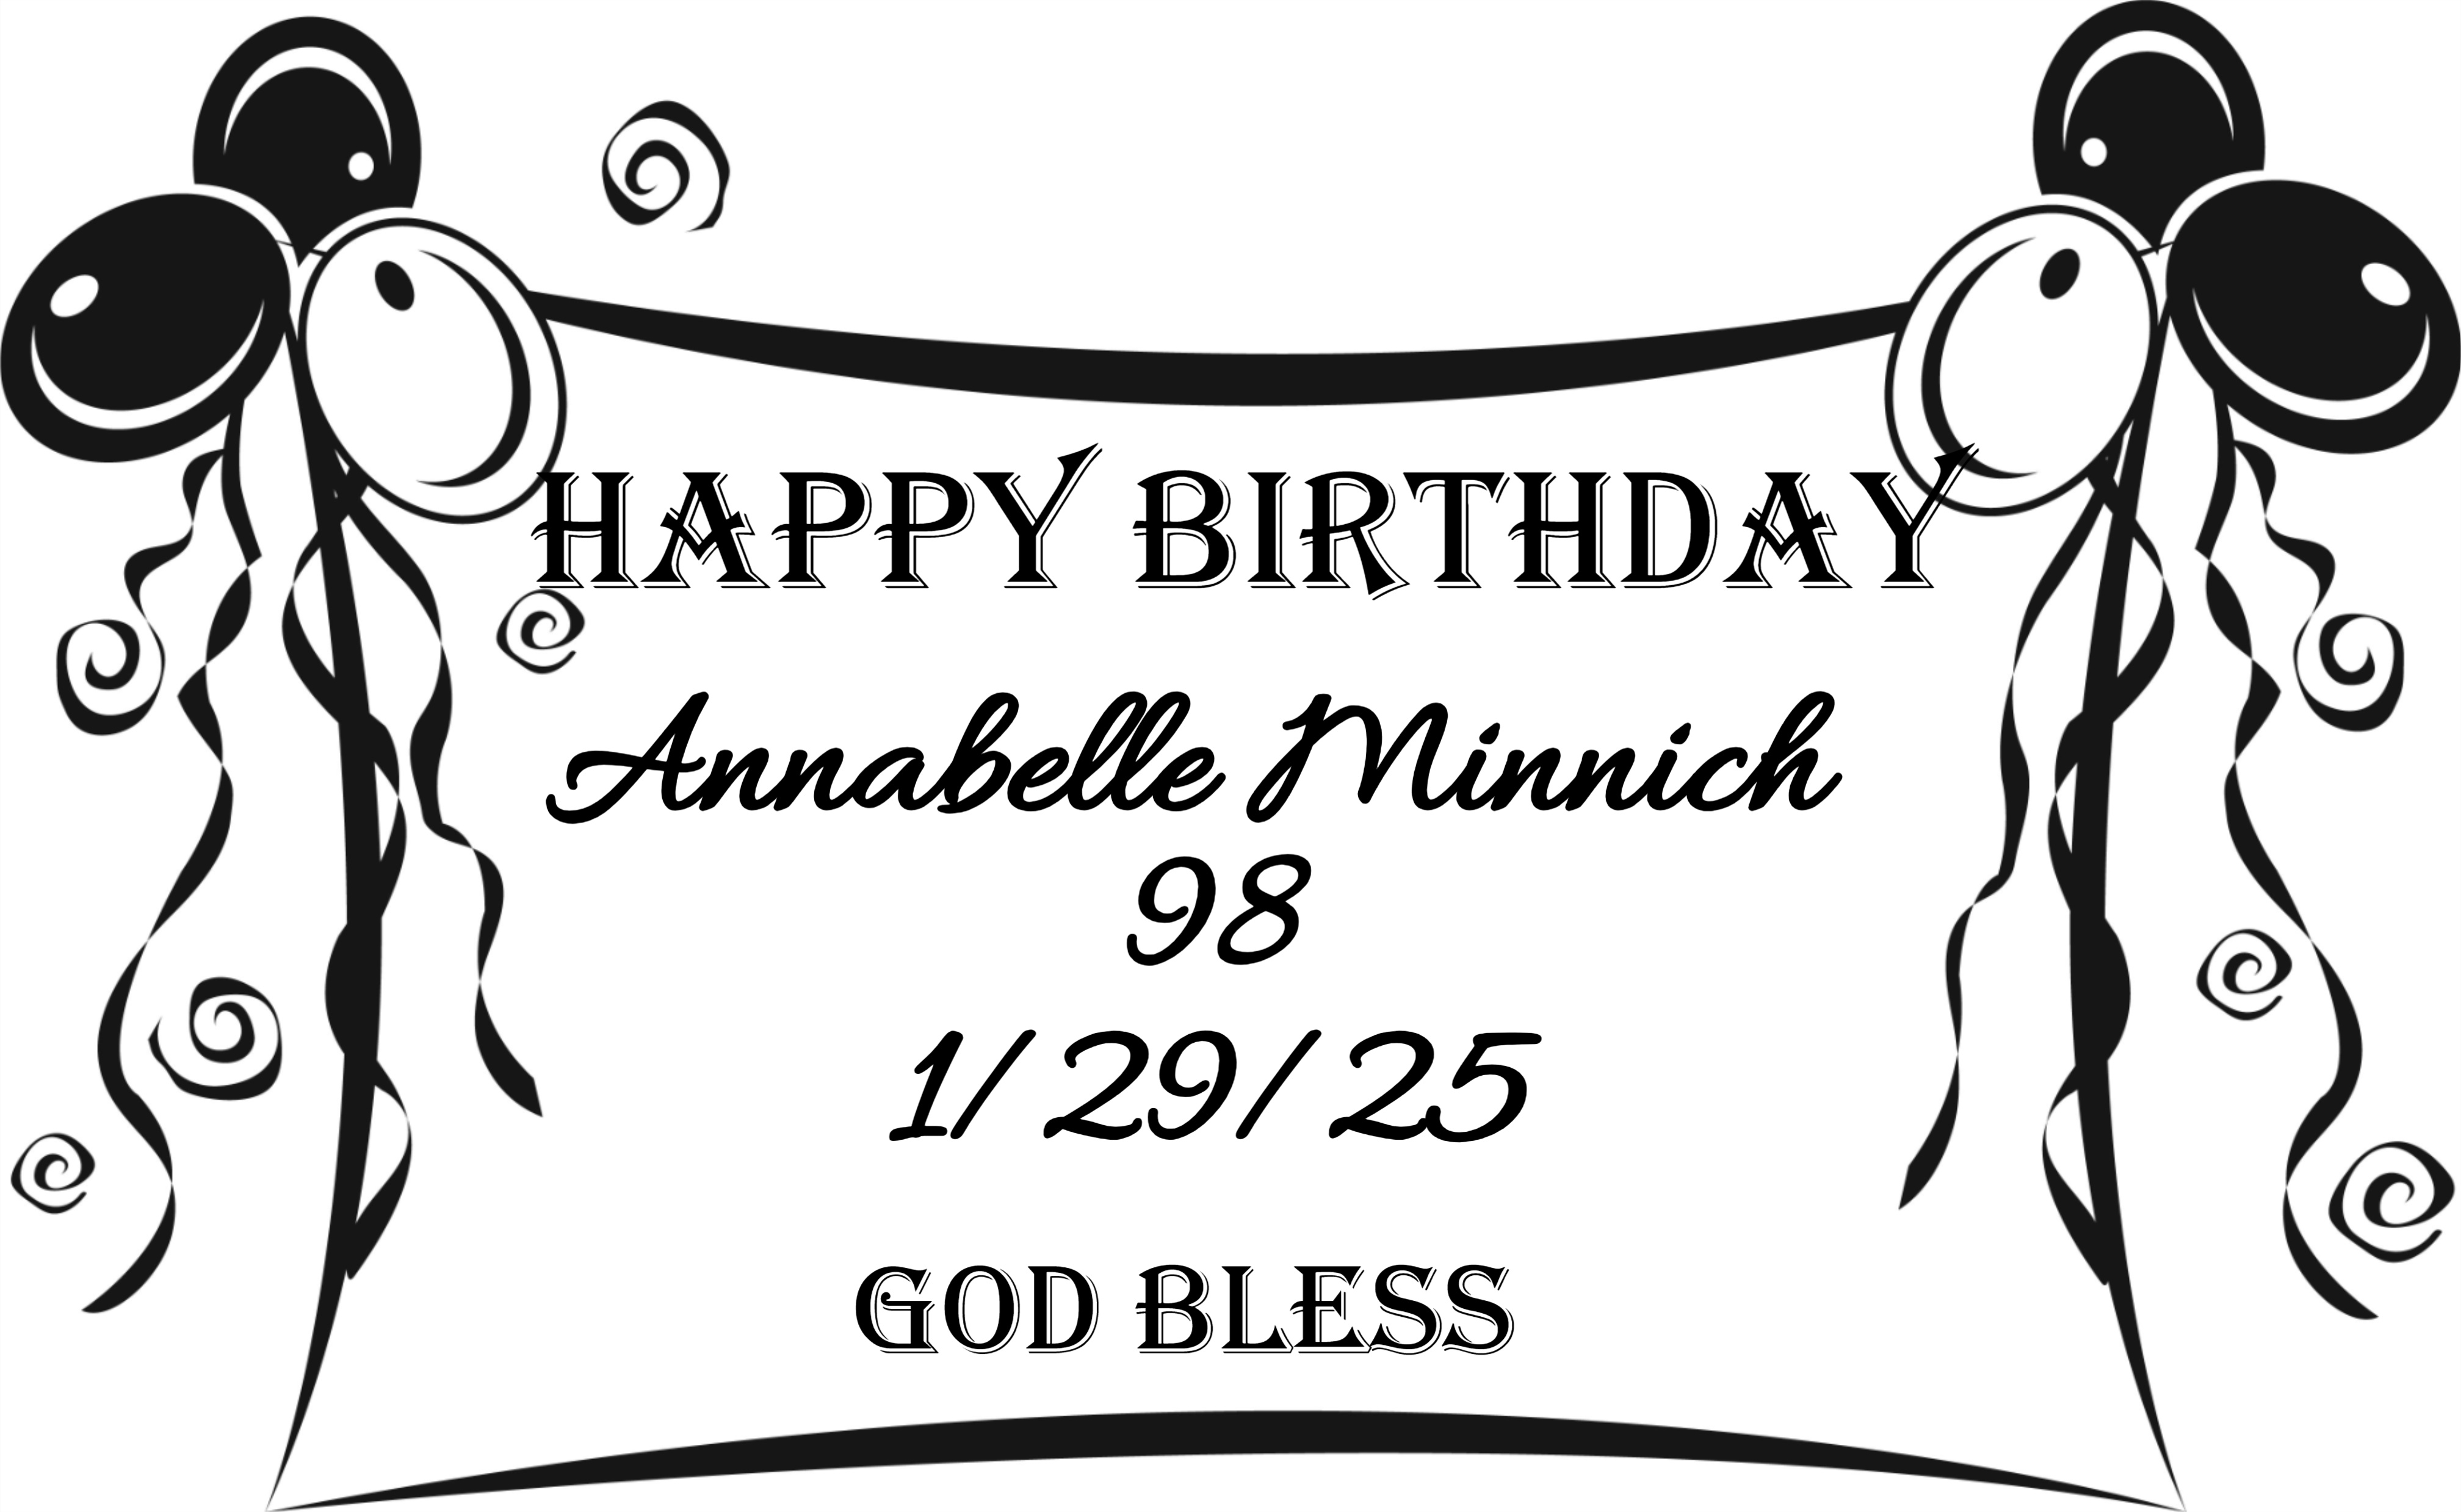 HAPPY BIRTHDAY
Annabelle Minnich
98
1/29/25
GOD BLESS